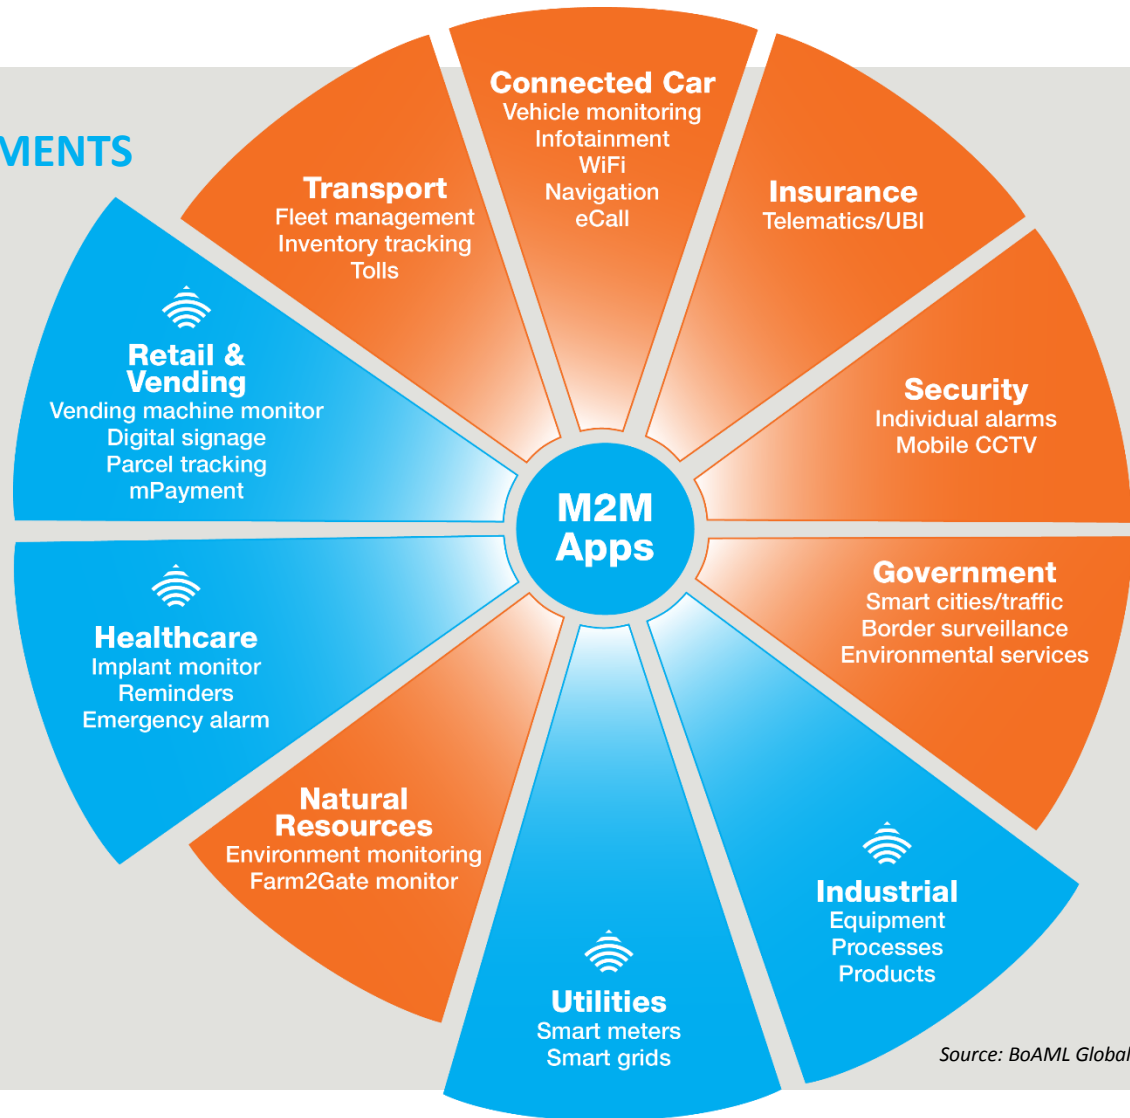 MENTS
Connected Car
Vehicle monitoring
Infotainment
WiFi
Navigation
eCall
Insurance
Telematics/UBI
Security
Individual alarms
Mobile CCTV
Government
Smart cities/traffic
Border surveillance
Environmental services
Industrial
Equipment
Processes
Products
Utilities
Smart meters
Smart grids
Natural
Resources
Environment monitoring
Farm2Gate monitor
Healthcare
Implant monitor
Reminders
Emergency alarm
Retail &
Vending
Vending machine monitor
Digital signage
Parcel tracking
mPayment
Transport
Fleet management
Inventory tracking
Tolls
M2M
Apps
Source: BoAML Global